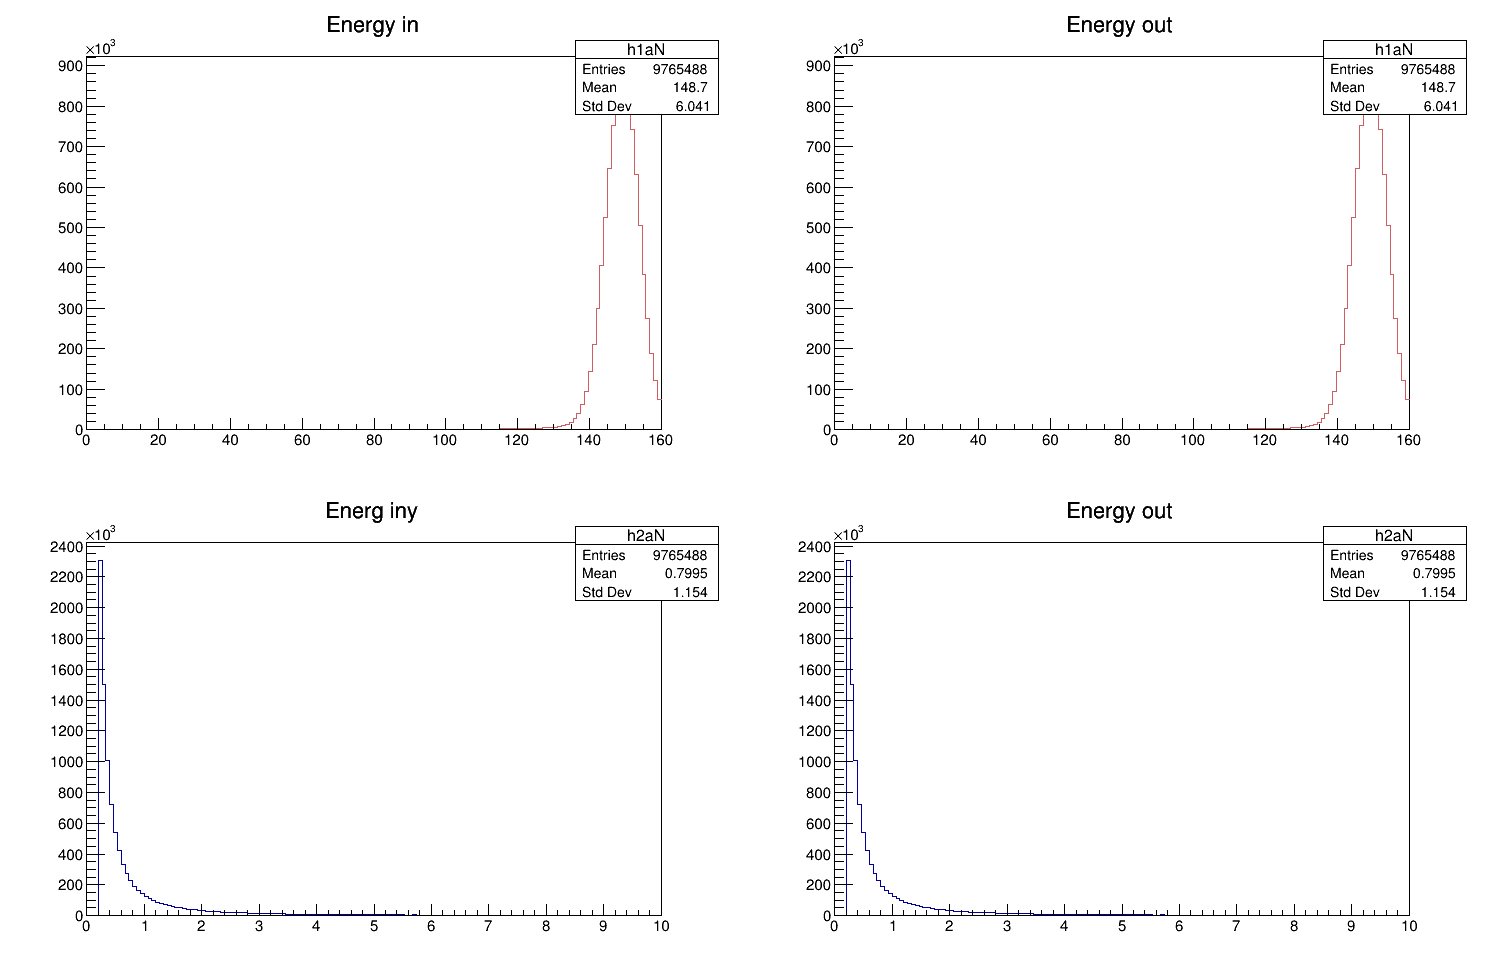 Energy in
×10³
h1aN
Entries 9765488
Mean 148.7
Std Dev 6.041
900
800
700
600
500
400
300
200
100
0
0 20 40 60 80 100 120 140 160
Energy out
×10³
h1aN
Entries 9765488
Mean 148.7
Std Dev 6.041
900
800
700
600
500
400
300
200
100
0
0 20 40 60 80 100 120 140 160
Energ iny
×10³
h2aN
Entries 9765488
Mean 0.7995
Std Dev 1.154
2400
2200
2000
1800
1600
1400
1200
1000
800
600
400
200
0
0 1 2 3 4 5 6 7 8 9 10
Energy out
×10³
h2aN
Entries 9765488
Mean 0.7995
Std Dev 1.154
2400
2200
2000
1800
1600
1400
1200
1000
800
600
400
200
0
0 1 2 3 4 5 6 7 8 9 10